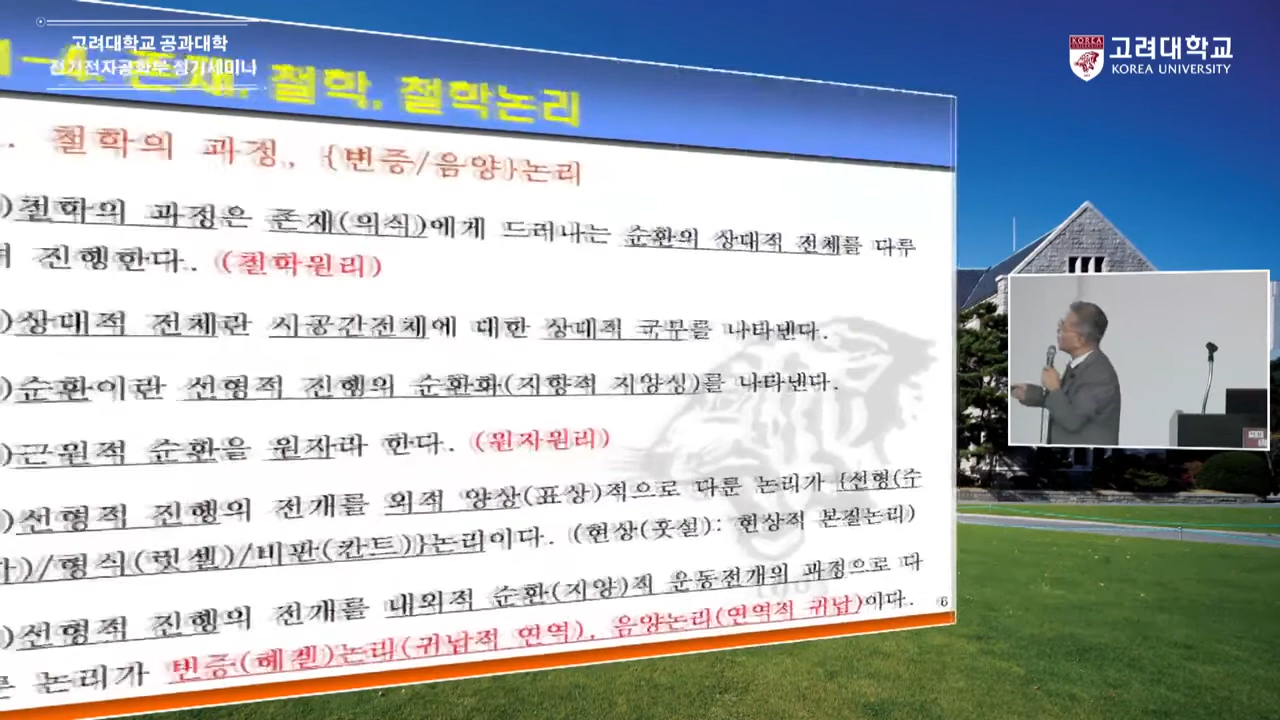 고려대학교 공과대학
전기전자공학부 정기세미나
고려대학교
KOREA
KOREA UNIVERSITY
존재, 철학, 철학논리
. 철학의 과정, {변증/음양}논리
)철학의 과정은 존재(의식)에게 드러나는 순환의 상대적 전체를 다루
며 진행한다. (철학원리)
)상대적 전체란 시공간전체에 대한 상대적 국부를 나타낸다.
)순환이란 선형적 진행의 순환화(지향적 지양성)를 나타낸다.
)근원적 순환을 원자라 한다. (원자원리)
)선형적 진행의 전개를 외적 양상(표상)적으로 다룬 논리가 {선형(수
)/형식(럿셀)/비판(칸트)}논리이다. (현상(훗설): 현상적 본질논리)
)선형적 진행의 전개를 내외적 순환(지양)적 운동전개의 과정으로 다
룬 논리가 변증(헤겔)논리(귀납적 연역), 음양논리(연역적 귀납)이다.
6